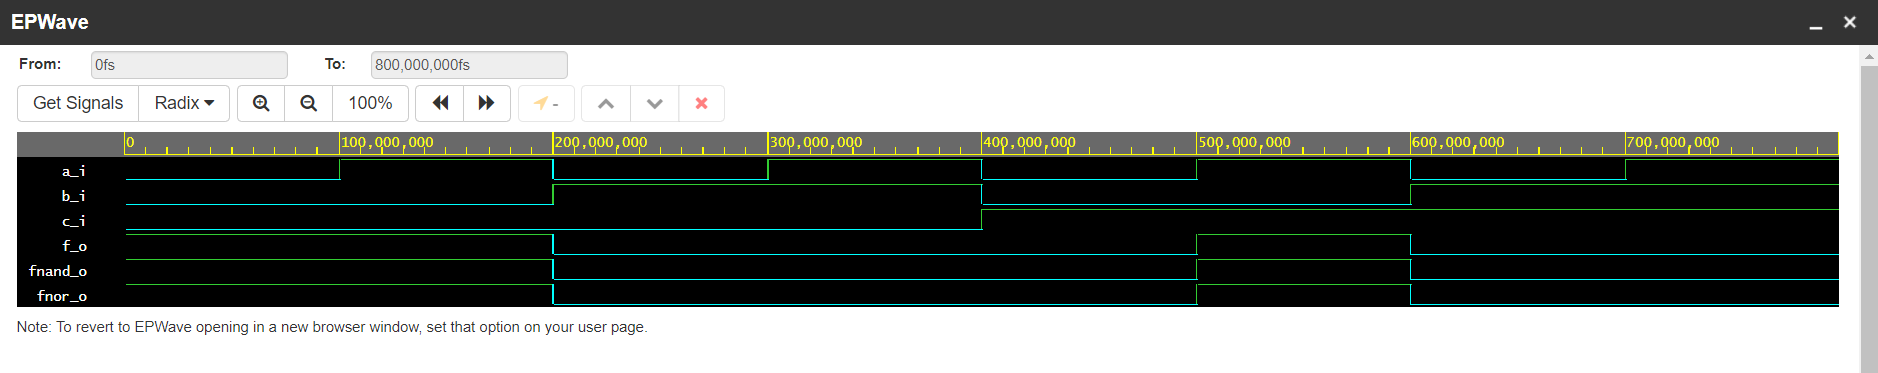 EPWave
From: 0fs To: 800,000,000fs
Get Signals Radix 100% -
0 100,000,000 200,000,000 300,000,000 400,000,000 500,000,000 600,000,000 700,000,000
a_i
b_i
c_i
f_o
fnand_o
fnor_o
Note: To revert to EPWave opening in a new browser window, set that option on your user page.